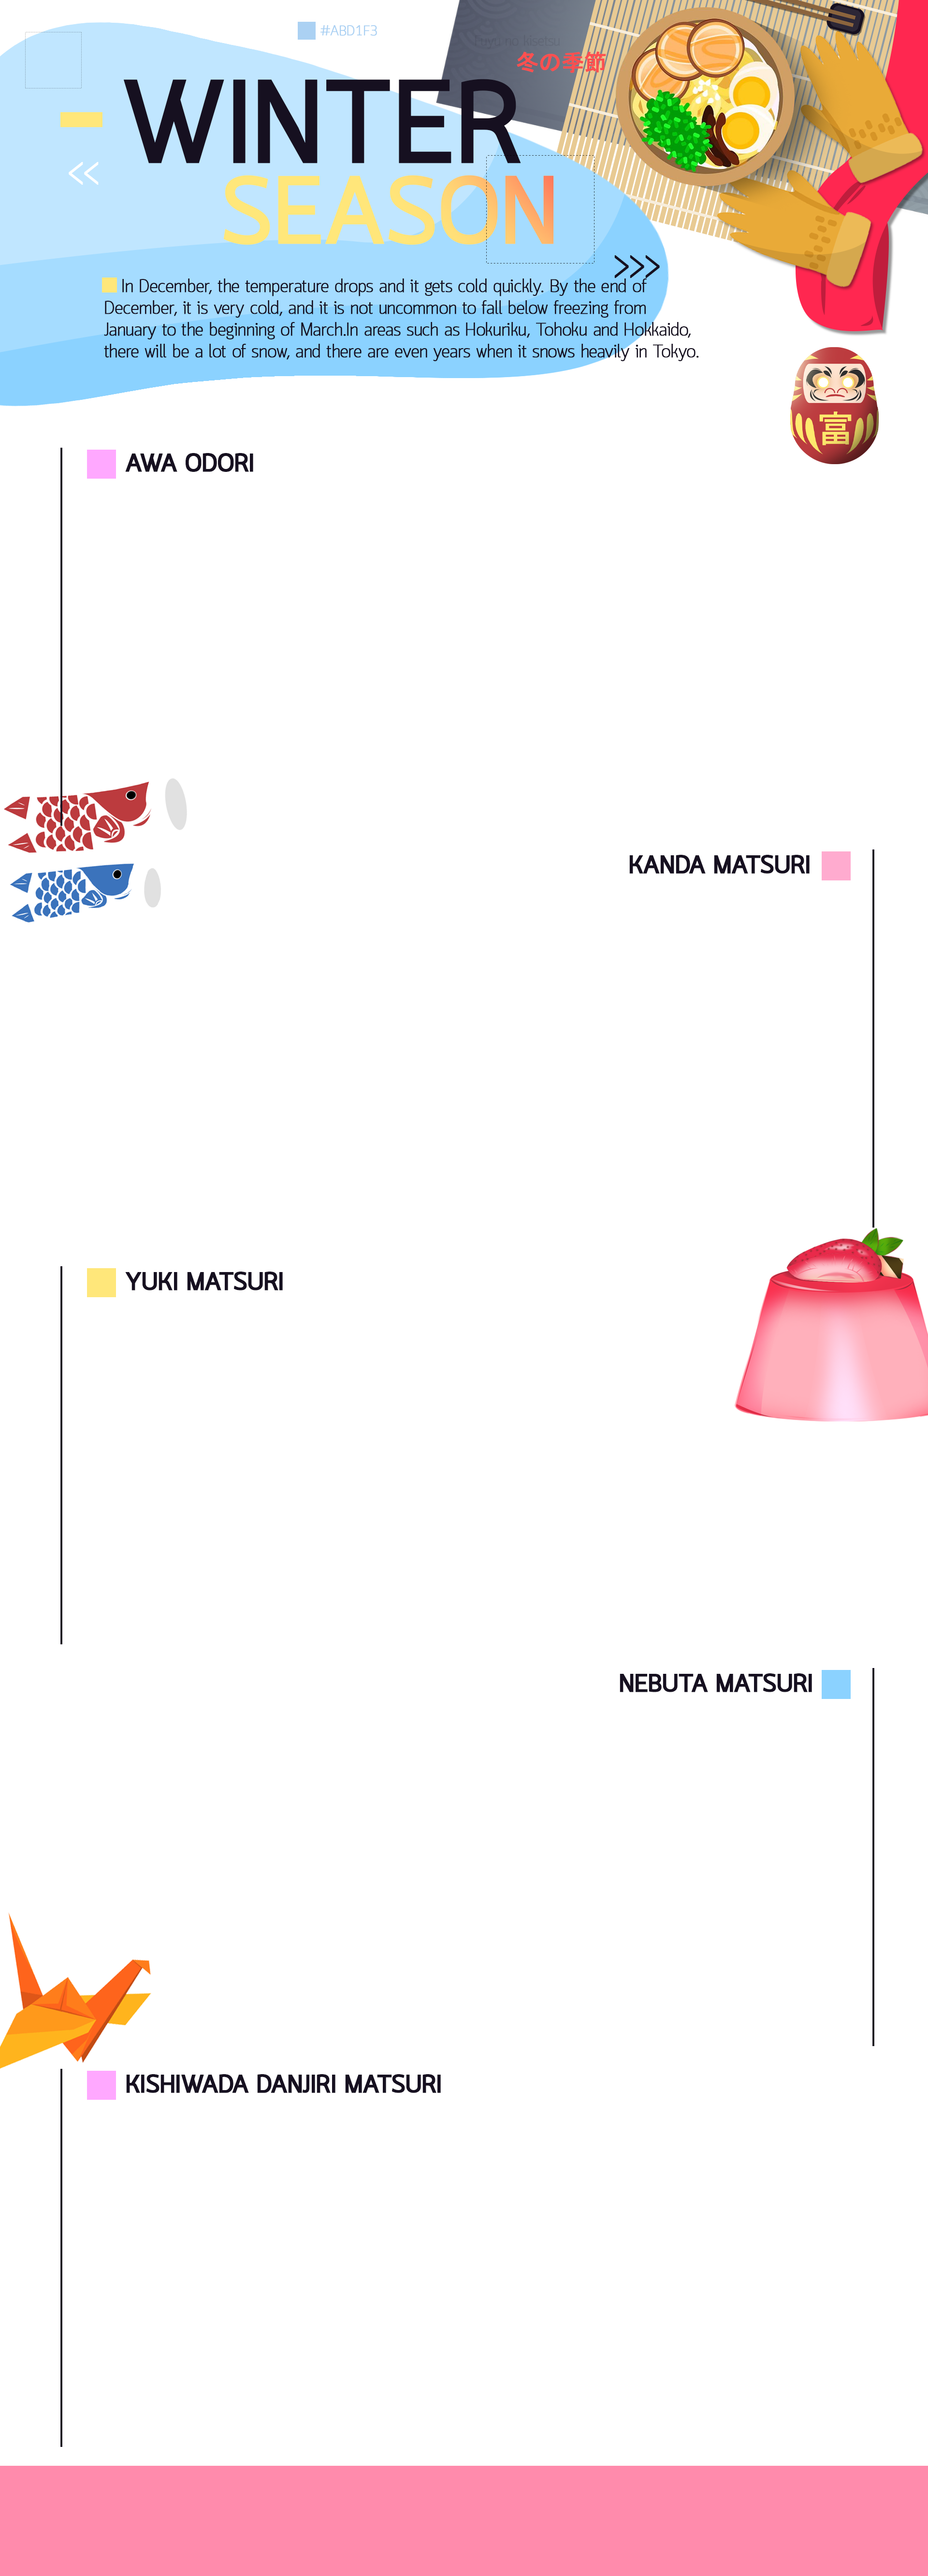 #ABD1F3
Fuyu no kisetsu
冬の季節
WINTER
SEASON
In December, the temperature drops and it gets cold quickly. By the end of
December, it is very cold, and it is not uncommon to fall below freezing from
January to the beginning of March.In areas such as Hokuriku, Tohoku and Hokkaido,
there will be a lot of snow, and there are even years when it snows heavily in Tokyo.
富
AWA ODORI
KANDA MATSURI
YUKI MATSURI
NEBUTA MATSURI
KISHIWADA DANJIRI MATSURI